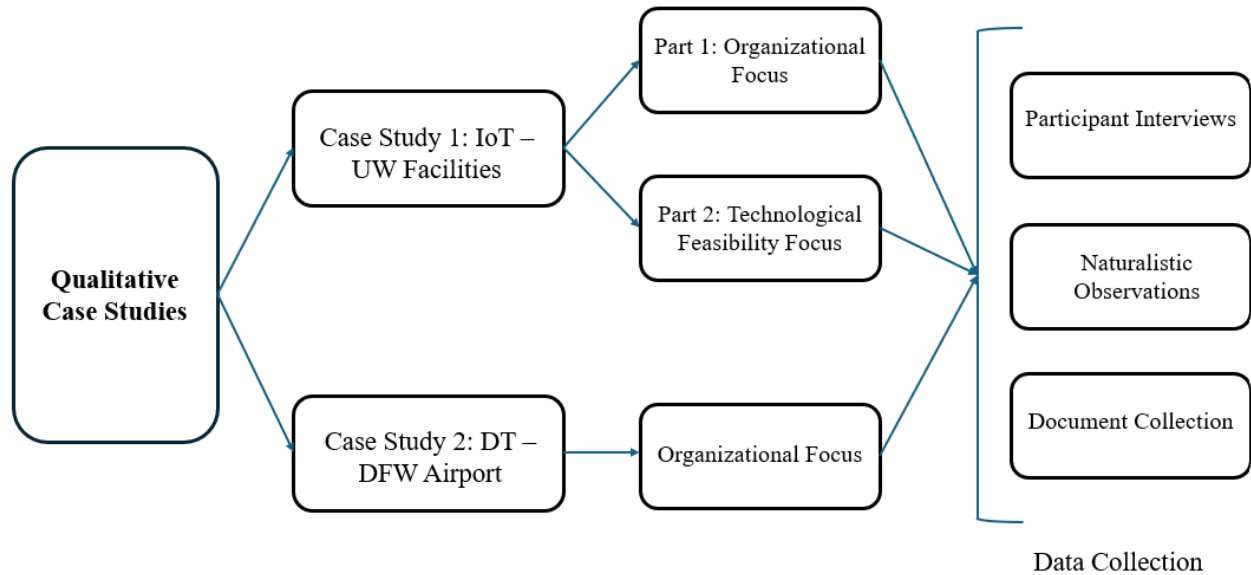 Qualitative
Case Studies
Case Study 1: IoT –
UW Facilities
Case Study 2: DT –
DFW Airport
Part 1: Organizational
Focus
Part 2: Technological
Feasibility Focus
Organizational Focus
Participant Interviews
Naturalistic
Observations
Document Collection
Data Collection